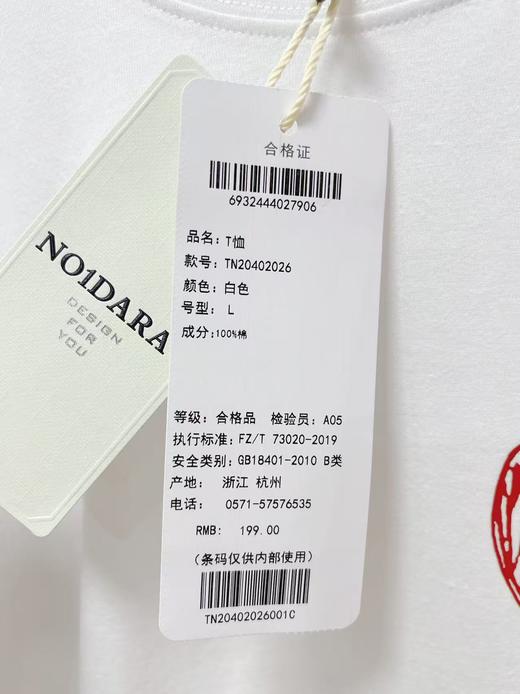 NO1DARA
DESIGN
FOR
YOU
合格证
6932444027906
品名: T恤
款号: TN20402026
颜色: 白色
号型: L
成分: 100%棉
等级: 合格品 检验员: A05
执行标准: FZ/T 73020-2019
安全类别: GB18401-2010 B类
产地: 浙江 杭州
电话: 0571-57576535
RMB: 199.00
(条码仅供内部使用)
TN20402026001C